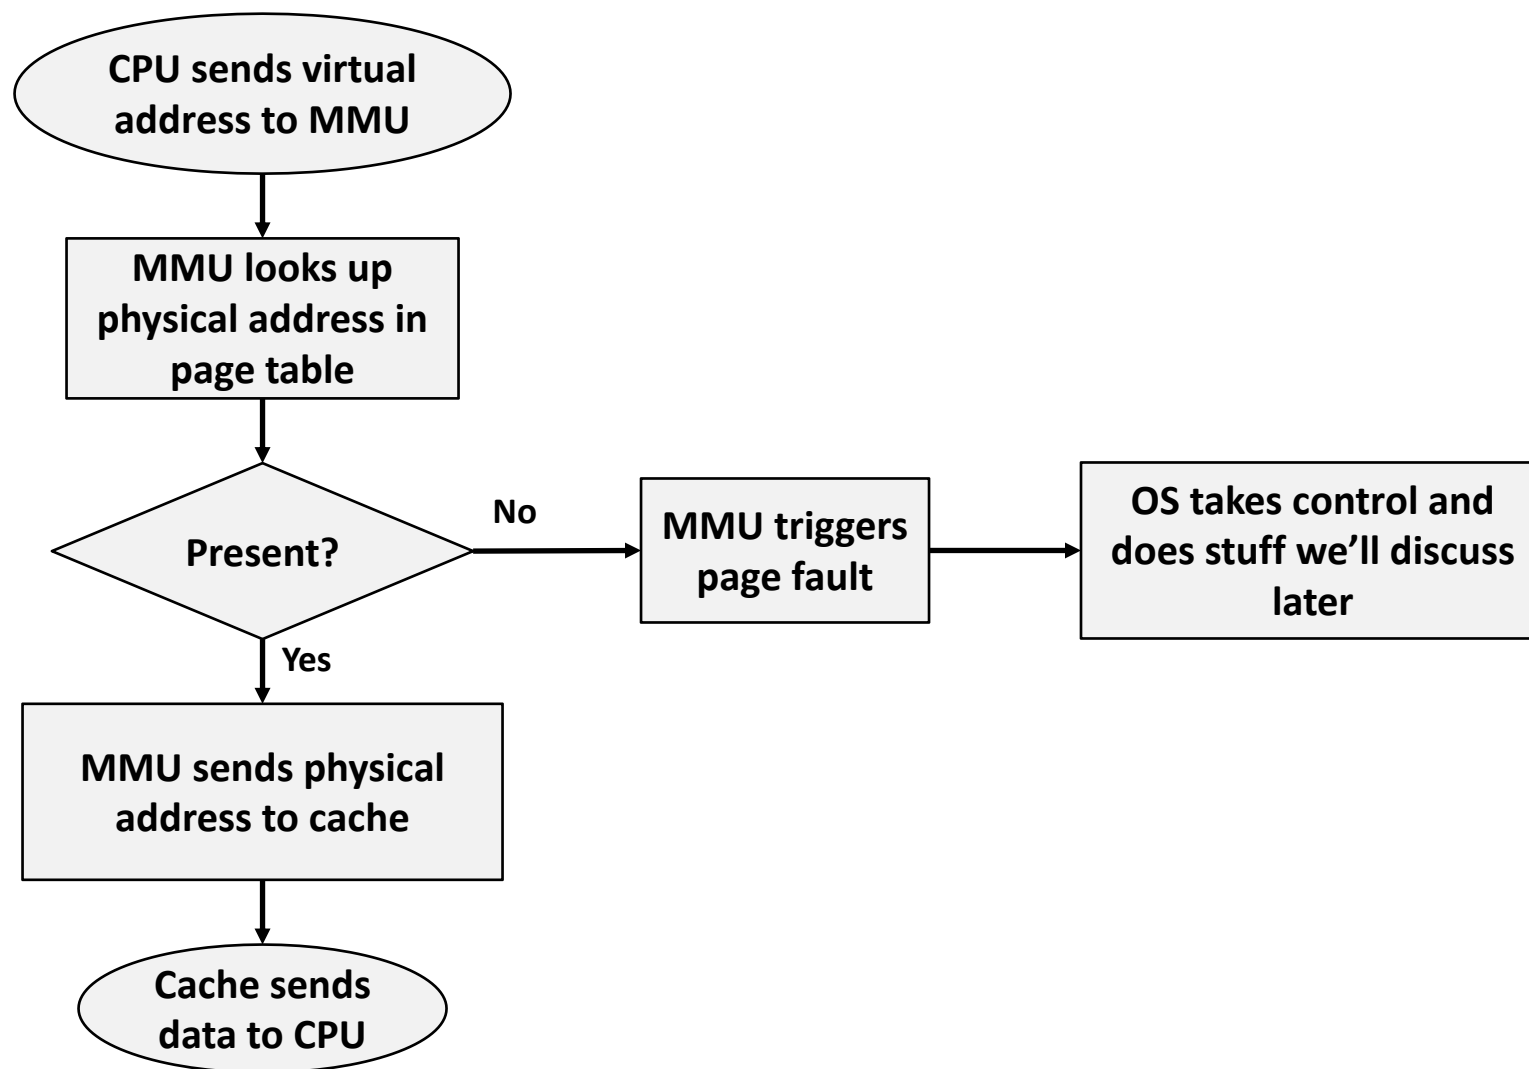 CPU sends virtual
address to MMU
MMU looks up
physical address in
page table
Present?
No
MMU triggers
page fault
OS takes control and
does stuff we’ll discuss
later
Yes
MMU sends physical
address to cache
Cache sends
data to CPU